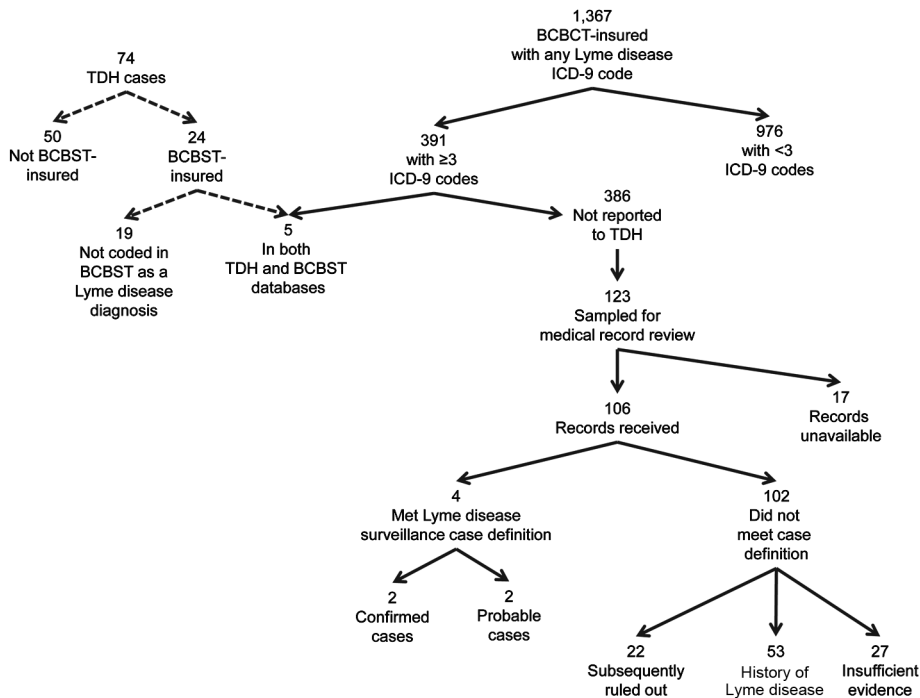 1,367
BCBCT-insured
with any Lyme disease
ICD-9 code
74
TDH cases
50
Not BCBST-
insured
24
BCBST-
insured
391
with ≥3
ICD-9 codes
976
with <3
ICD-9 codes
19
Not coded in
BCBST as a
Lyme disease
diagnosis
5
In both
TDH and BCBST
databases
386
Not reported
to TDH
123
Sampled for
medical record review
106
Records received
17
Records
unavailable
4
Met Lyme disease
surveillance case definition
102
Did not
meet case
definition
2
Confirmed
cases
2
Probable
cases
22
Subsequently
ruled out
53
History of
Lyme disease
27
Insufficient
evidence